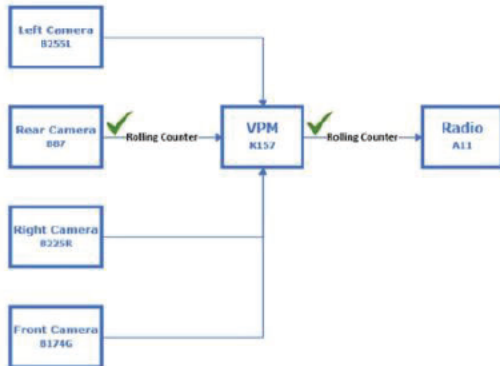 Left Camera
B255L
Rear Camera
B87
Rolling Counter
VPM
K157
Rolling Counter
Radio
A11
Right Camera
B225R
Front Camera
B174G